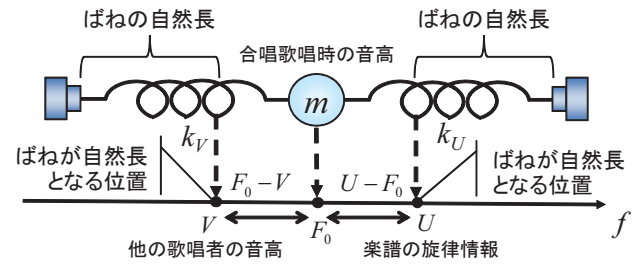 ばねの自然長
ばねの自然長
合唱歌唱時の音高
m
k_V
k_U
ばねが自然長
となる位置
F_0 − V
U − F_0
ばねが自然長
となる位置
V
F_0
U
f
他の歌唱者の音高
楽譜の旋律情報